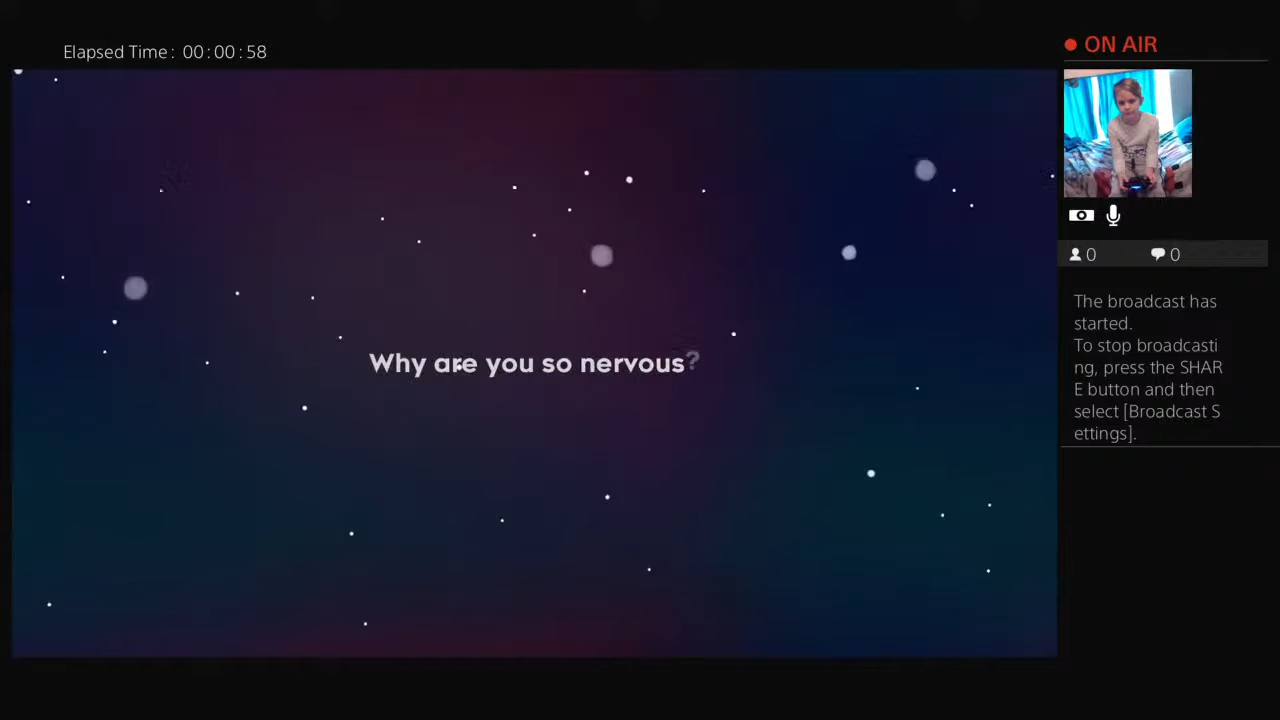 Elapsed Time: 00:00:58
ON AIR
0
0
Why are you so nervous?
The broadcast has
started.
To stop broadcasti
ng, press the SHAR
E button and then
select [Broadcast S
ettings].